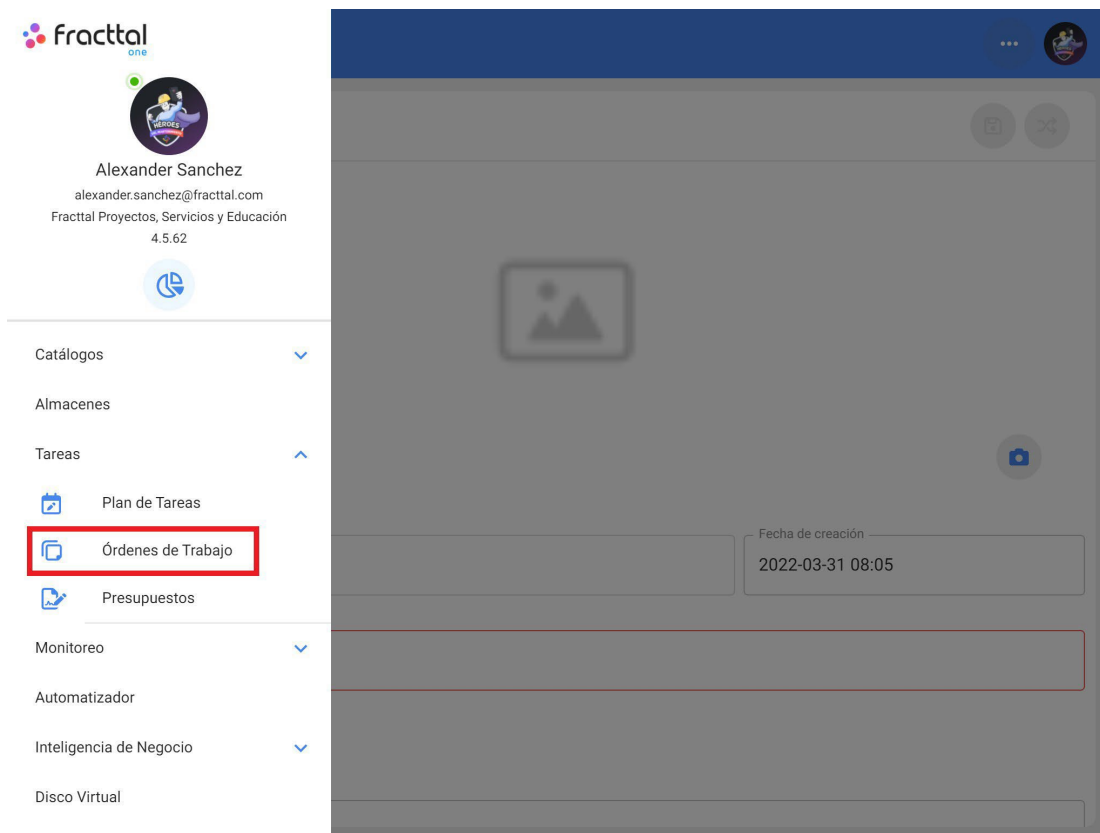 fracttal
one
HÉROES
Alexander Sanchez
alexander.sanchez@fracttal.com
Fracttal Proyectos, Servicios y Educación
4.5.62
Catálogos
Almacenes
Tareas
Plan de Tareas
Órdenes de Trabajo
Presupuestos
Monitoreo
Automatizador
Inteligencia de Negocio
Disco Virtual
Fecha de creación
2022-03-31 08:05